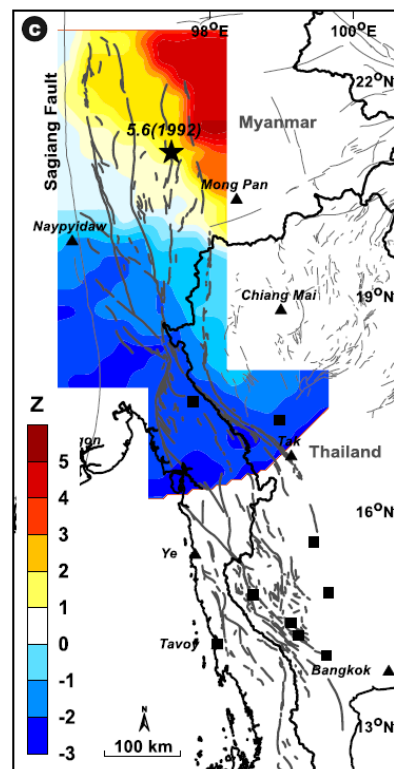 c
98°E
100°E
22°N
Sagiang Fault
5.6(1992)
Myanmar
Mong Pan
Naypyidaw
Chiang Mai
19°N
Z
5
4
3
2
1
0
-1
-2
-3
Tak
Thailand
16°N
Ye
Tavoy
Bangkok
N
100 km
13°N